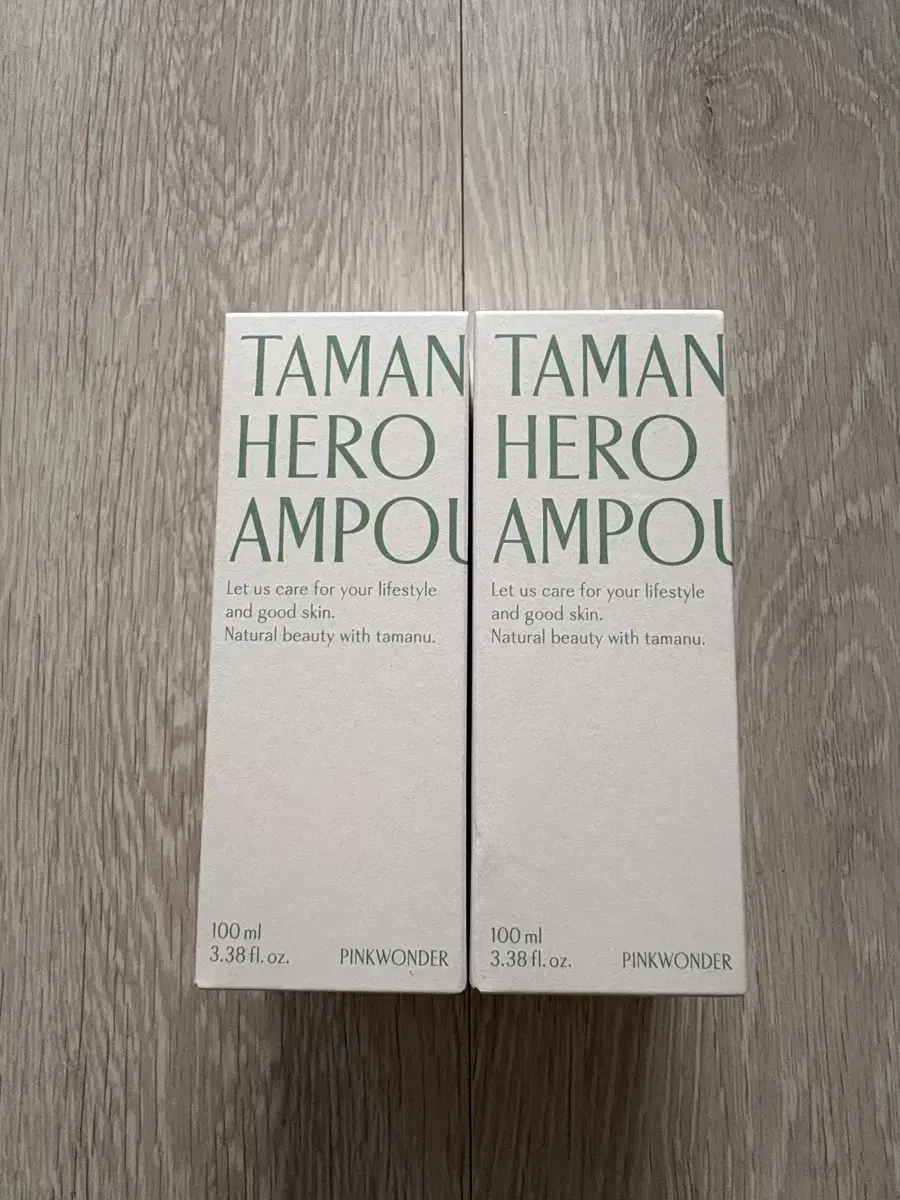 TAMAN
HERO
AMPOU
Let us care for your lifestyle
and good skin.
Natural beauty with tamanu.
100 ml
3.38 fl. oz.
PINKWONDER
TAMAN
HERO
AMPOU
Let us care for your lifestyle
and good skin.
Natural beauty with tamanu.
100 ml
3.38 fl. oz.
PINKWONDER